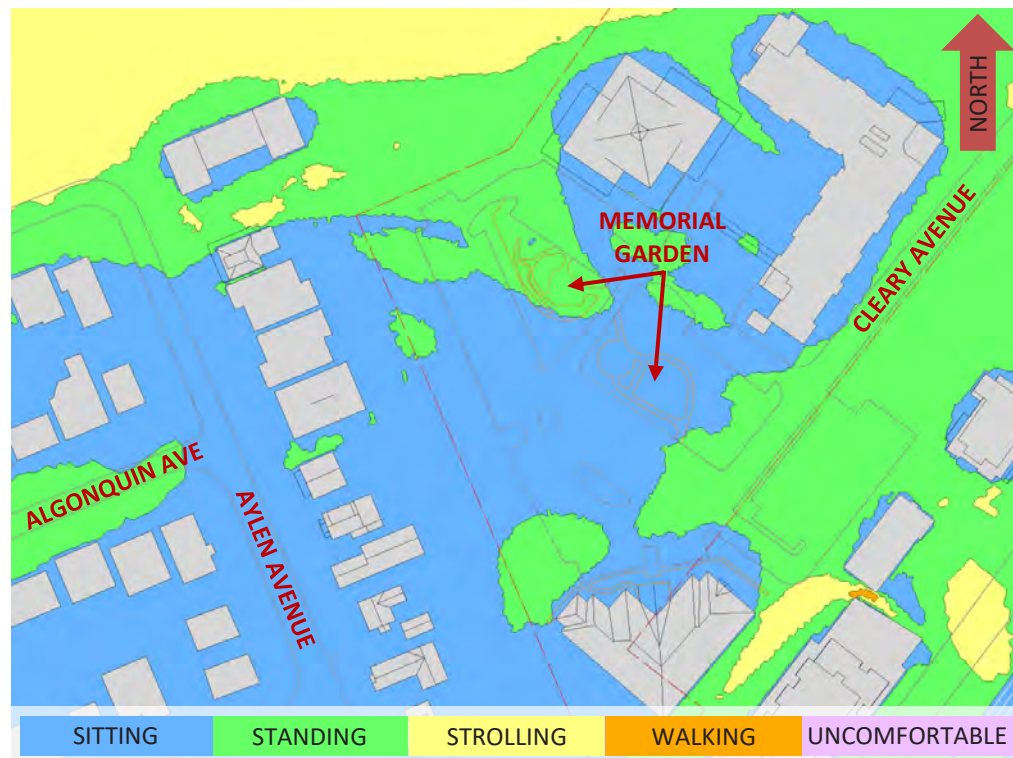 NORTH
MEMORIAL
GARDEN
CLEARY AVENUE
ALGONQUIN AVE
AYLEN AVENUE
SITTING
STANDING
STROLLING
WALKING
UNCOMFORTABLE